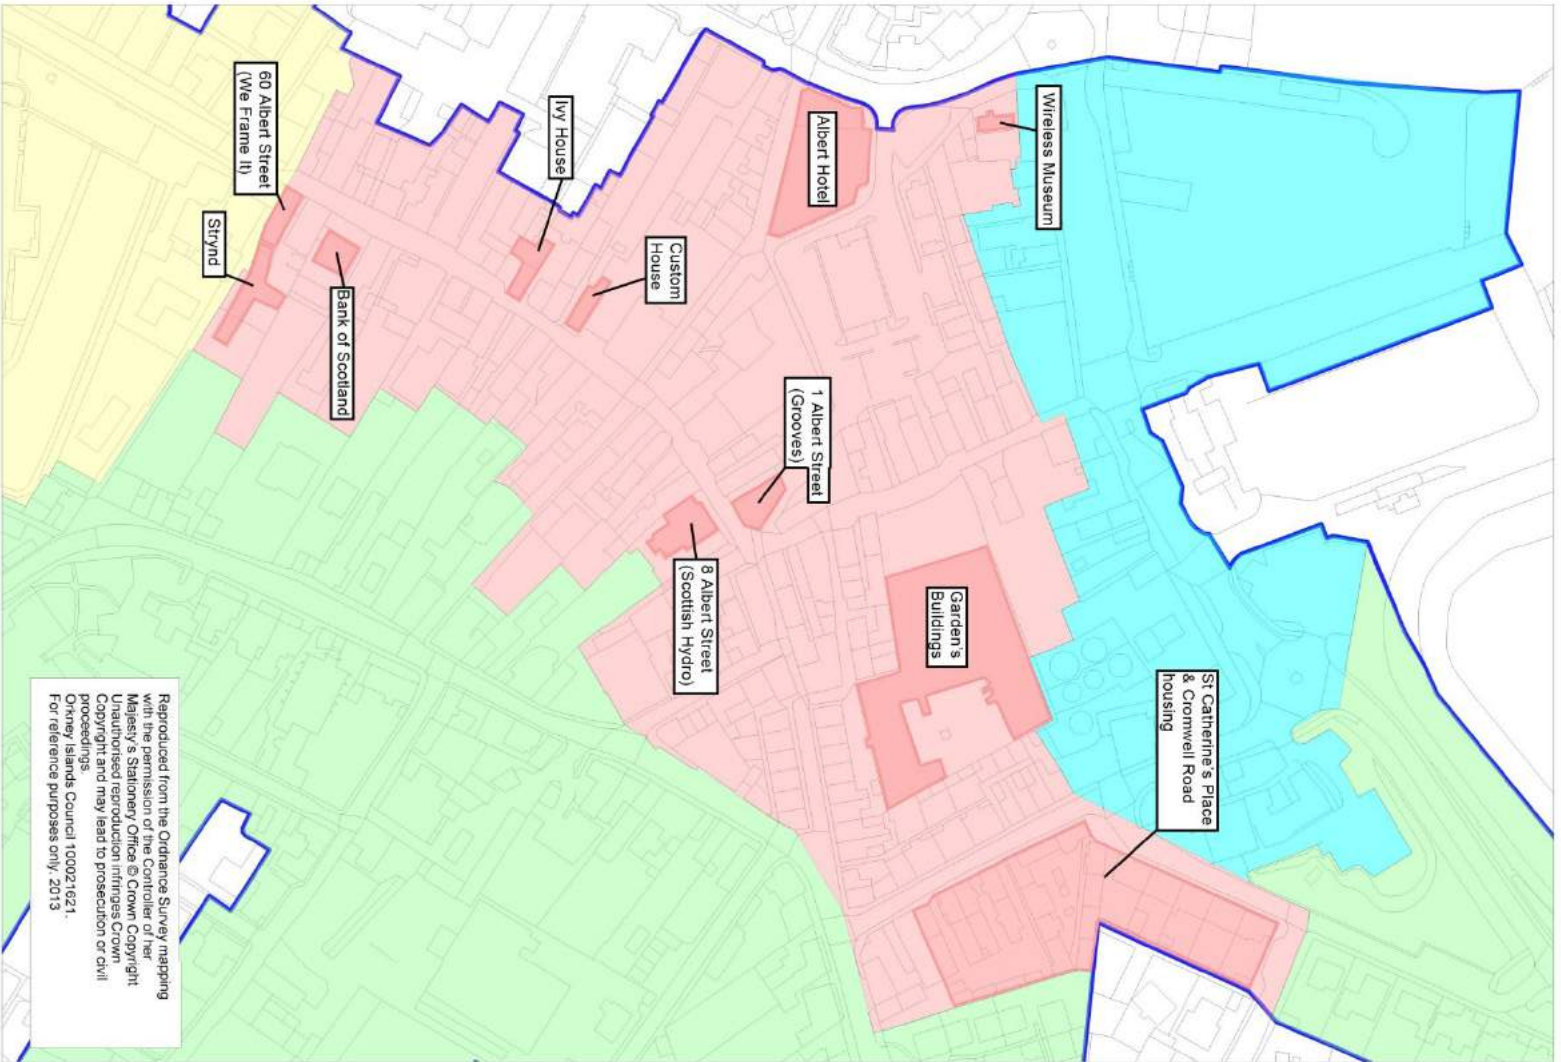 St Catherine's Place
& Cromwell Road
housing
Wireless Museum
Garden's
Buildings
Albert Hotel
1 Albert Street
(Grooves)
8 Albert Street
(Scottish Hydro)
Custom
House
Ivy House
Bank of Scotland
60 Albert Street
(We Frame It)
Strynd
Reproduced from the Ordnance Survey mapping
with the permission of the Controller of her
Majesty's Stationery Office © Crown Copyright
Unauthorised reproduction infringes Crown
Copyright and may lead to prosecution or civil
proceedings.
Orkney Islands Council 100021621.
For reference purposes only. 2013